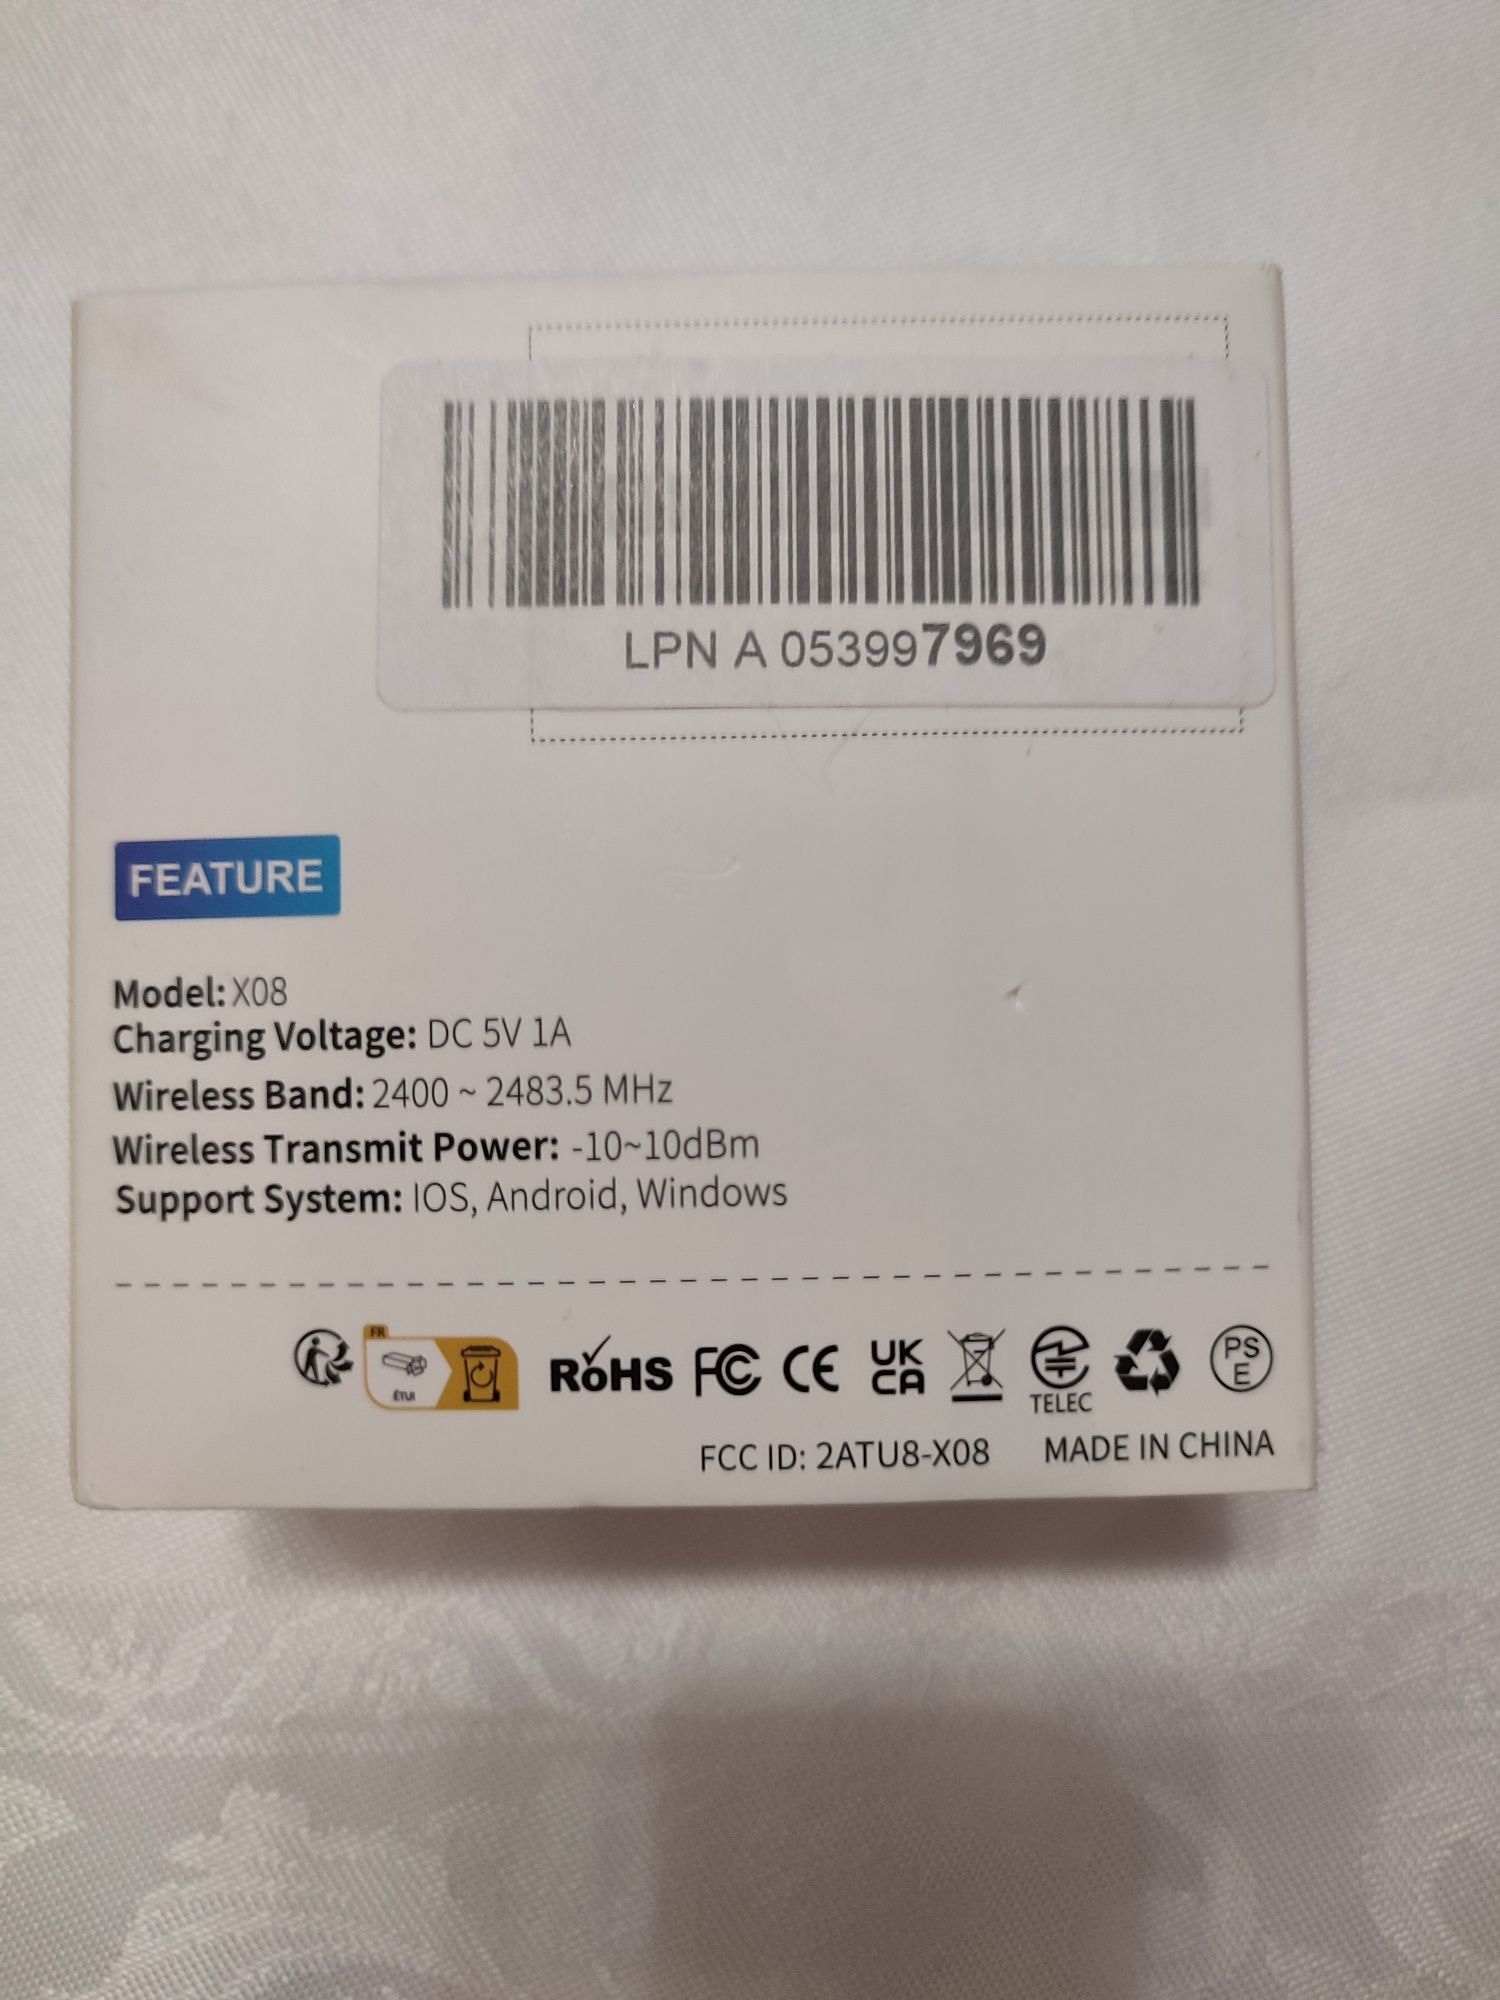 LPN A 053997969
FEATURE
Model: X08
Charging Voltage: DC 5V 1A
Wireless Band: 2400 ~ 2483.5 MHz
Wireless Transmit Power: -10~10dBm
Support System: IOS, Android, Windows
FR
ÉTUI
RoHS FC CE UK CA TELEC PS E
FCC ID: 2ATU8-X08 MADE IN CHINA